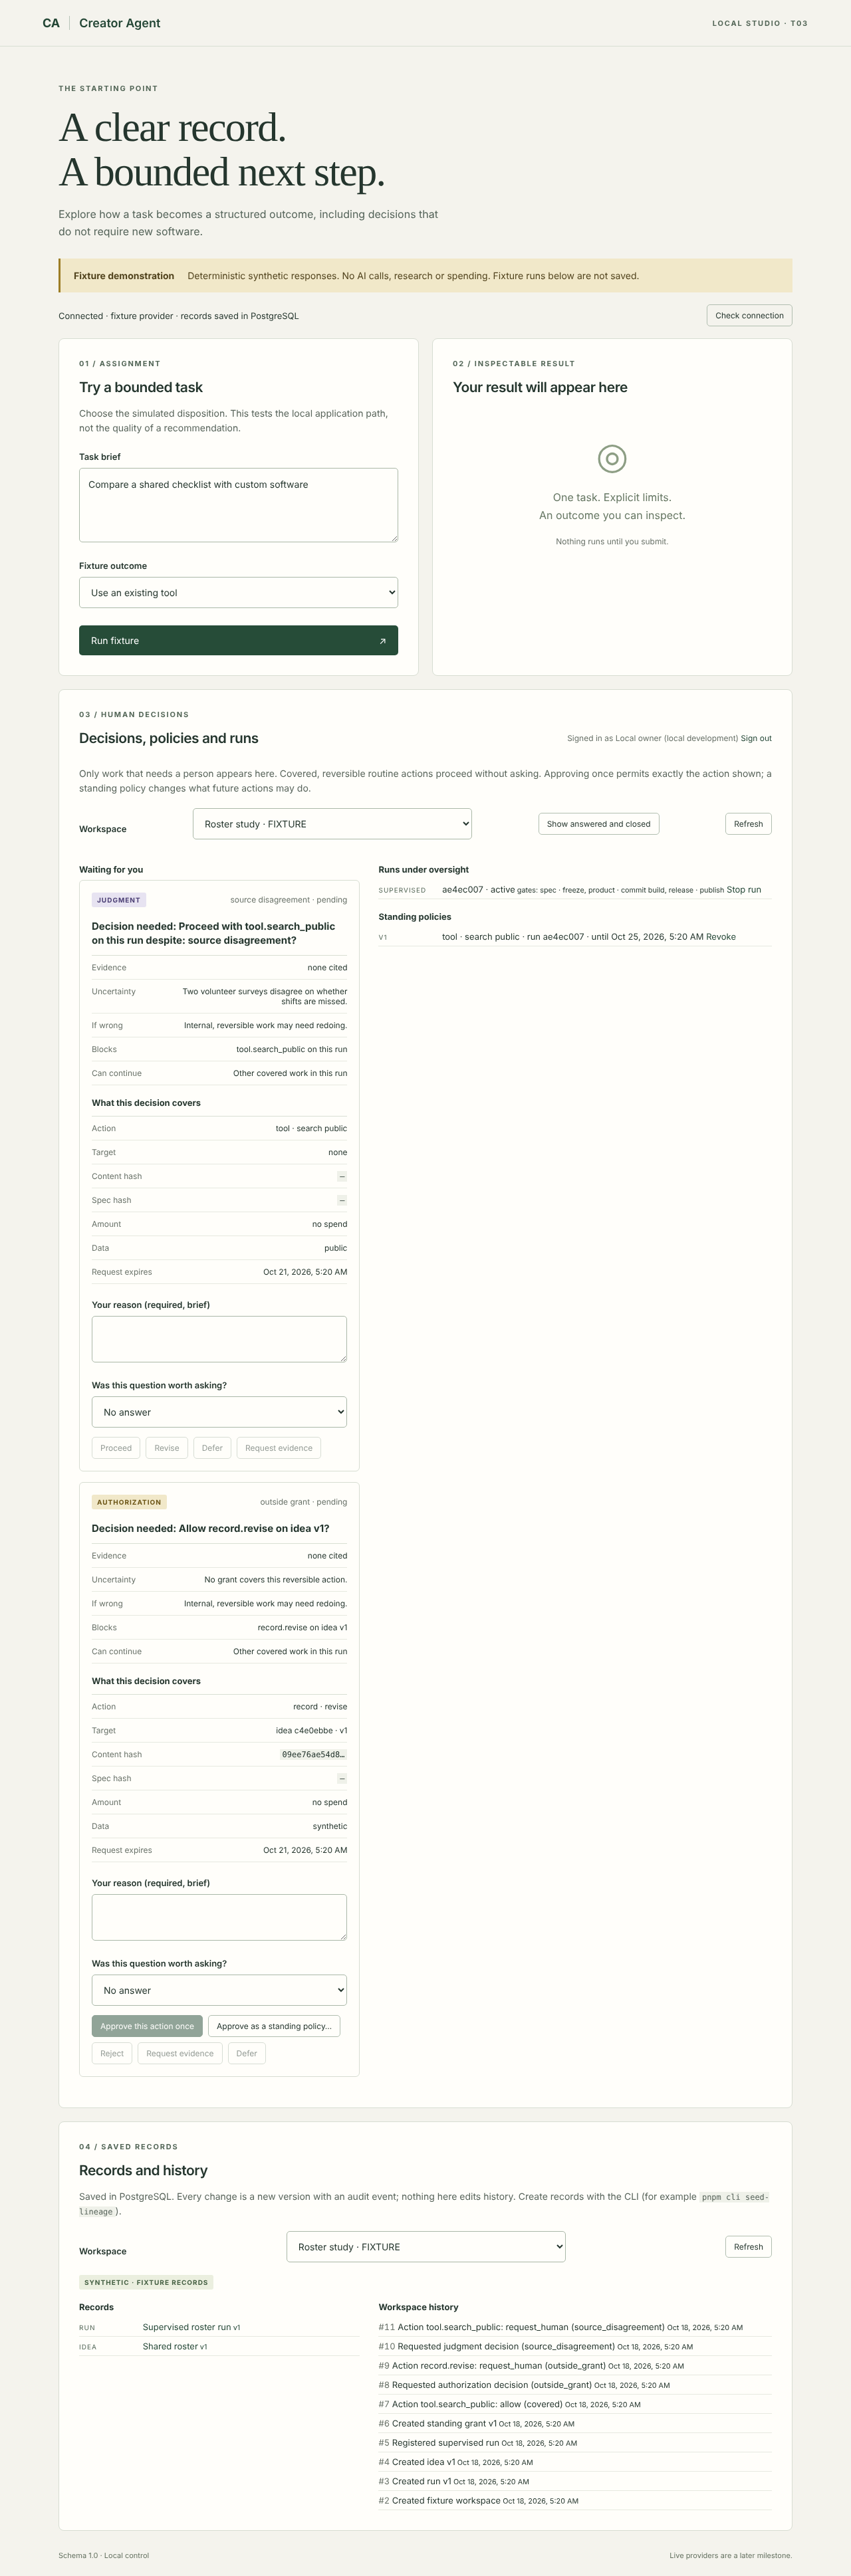 CA
Creator Agent
LOCAL STUDIO · T03
THE STARTING POINT
A clear record.
A bounded next step.
Explore how a task becomes a structured outcome, including decisions that
do not require new software.
Fixture demonstration
Deterministic synthetic responses. No AI calls, research or spending. Fixture runs below are not saved.
Connected · fixture provider · records saved in PostgreSQL
Check connection
01 / ASSIGNMENT
Try a bounded task
Choose the simulated disposition. This tests the local application path,
not the quality of a recommendation.
Task brief
Compare a shared checklist with custom software
Fixture outcome
Use an existing tool
Run fixture ↗
02 / INSPECTABLE RESULT
Your result will appear here
One task. Explicit limits.
An outcome you can inspect.
Nothing runs until you submit.
03 / HUMAN DECISIONS
Decisions, policies and runs
Signed in as Local owner (local development) Sign out
Only work that needs a person appears here. Covered, reversible routine actions proceed without asking. Approving once permits exactly the action shown; a
standing policy changes what future actions may do.
Workspace
Roster study · FIXTURE
Show answered and closed
Refresh
Waiting for you
JUDGMENT
source disagreement · pending
Decision needed: Proceed with tool.search_public
on this run despite: source disagreement?
Evidence none cited
Uncertainty Two volunteer surveys disagree on whether
shifts are missed.
If wrong Internal, reversible work may need redoing.
Blocks tool.search_public on this run
Can continue Other covered work in this run
What this decision covers
Action tool · search public
Target none
Content hash —
Spec hash —
Amount no spend
Data public
Request expires Oct 21, 2026, 5:20 AM
Your reason (required, brief)
Was this question worth asking?
No answer
Proceed
Revise
Defer
Request evidence
AUTHORIZATION
outside grant · pending
Decision needed: Allow record.revise on idea v1?
Evidence none cited
Uncertainty No grant covers this reversible action.
If wrong Internal, reversible work may need redoing.
Blocks record.revise on idea v1
Can continue Other covered work in this run
What this decision covers
Action record · revise
Target idea c4e0ebbe · v1
Content hash 09ee76ae54d8…
Spec hash —
Amount no spend
Data synthetic
Request expires Oct 21, 2026, 5:20 AM
Your reason (required, brief)
Was this question worth asking?
No answer
Approve this action once
Approve as a standing policy…
Reject
Request evidence
Defer
Runs under oversight
SUPERVISED ae4ec007 · active gates: spec · freeze, product · commit build, release · publish Stop run
Standing policies
V1 tool · search public · run ae4ec007 · until Oct 25, 2026, 5:20 AM Revoke
04 / SAVED RECORDS
Records and history
Saved in PostgreSQL. Every change is a new version with an audit event; nothing here edits history. Create records with the CLI (for example pnpm cli seed-
lineage ).
Workspace
Roster study · FIXTURE
Refresh
SYNTHETIC · FIXTURE RECORDS
Records
RUN Supervised roster run v1
IDEA Shared roster v1
Workspace history
#11 Action tool.search_public: request_human (source_disagreement) Oct 18, 2026, 5:20 AM
#10 Requested judgment decision (source_disagreement) Oct 18, 2026, 5:20 AM
#9 Action record.revise: request_human (outside_grant) Oct 18, 2026, 5:20 AM
#8 Requested authorization decision (outside_grant) Oct 18, 2026, 5:20 AM
#7 Action tool.search_public: allow (covered) Oct 18, 2026, 5:20 AM
#6 Created standing grant v1 Oct 18, 2026, 5:20 AM
#5 Registered supervised run Oct 18, 2026, 5:20 AM
#4 Created idea v1 Oct 18, 2026, 5:20 AM
#3 Created run v1 Oct 18, 2026, 5:20 AM
#2 Created fixture workspace Oct 18, 2026, 5:20 AM
Schema 1.0 · Local control
Live providers are a later milestone.